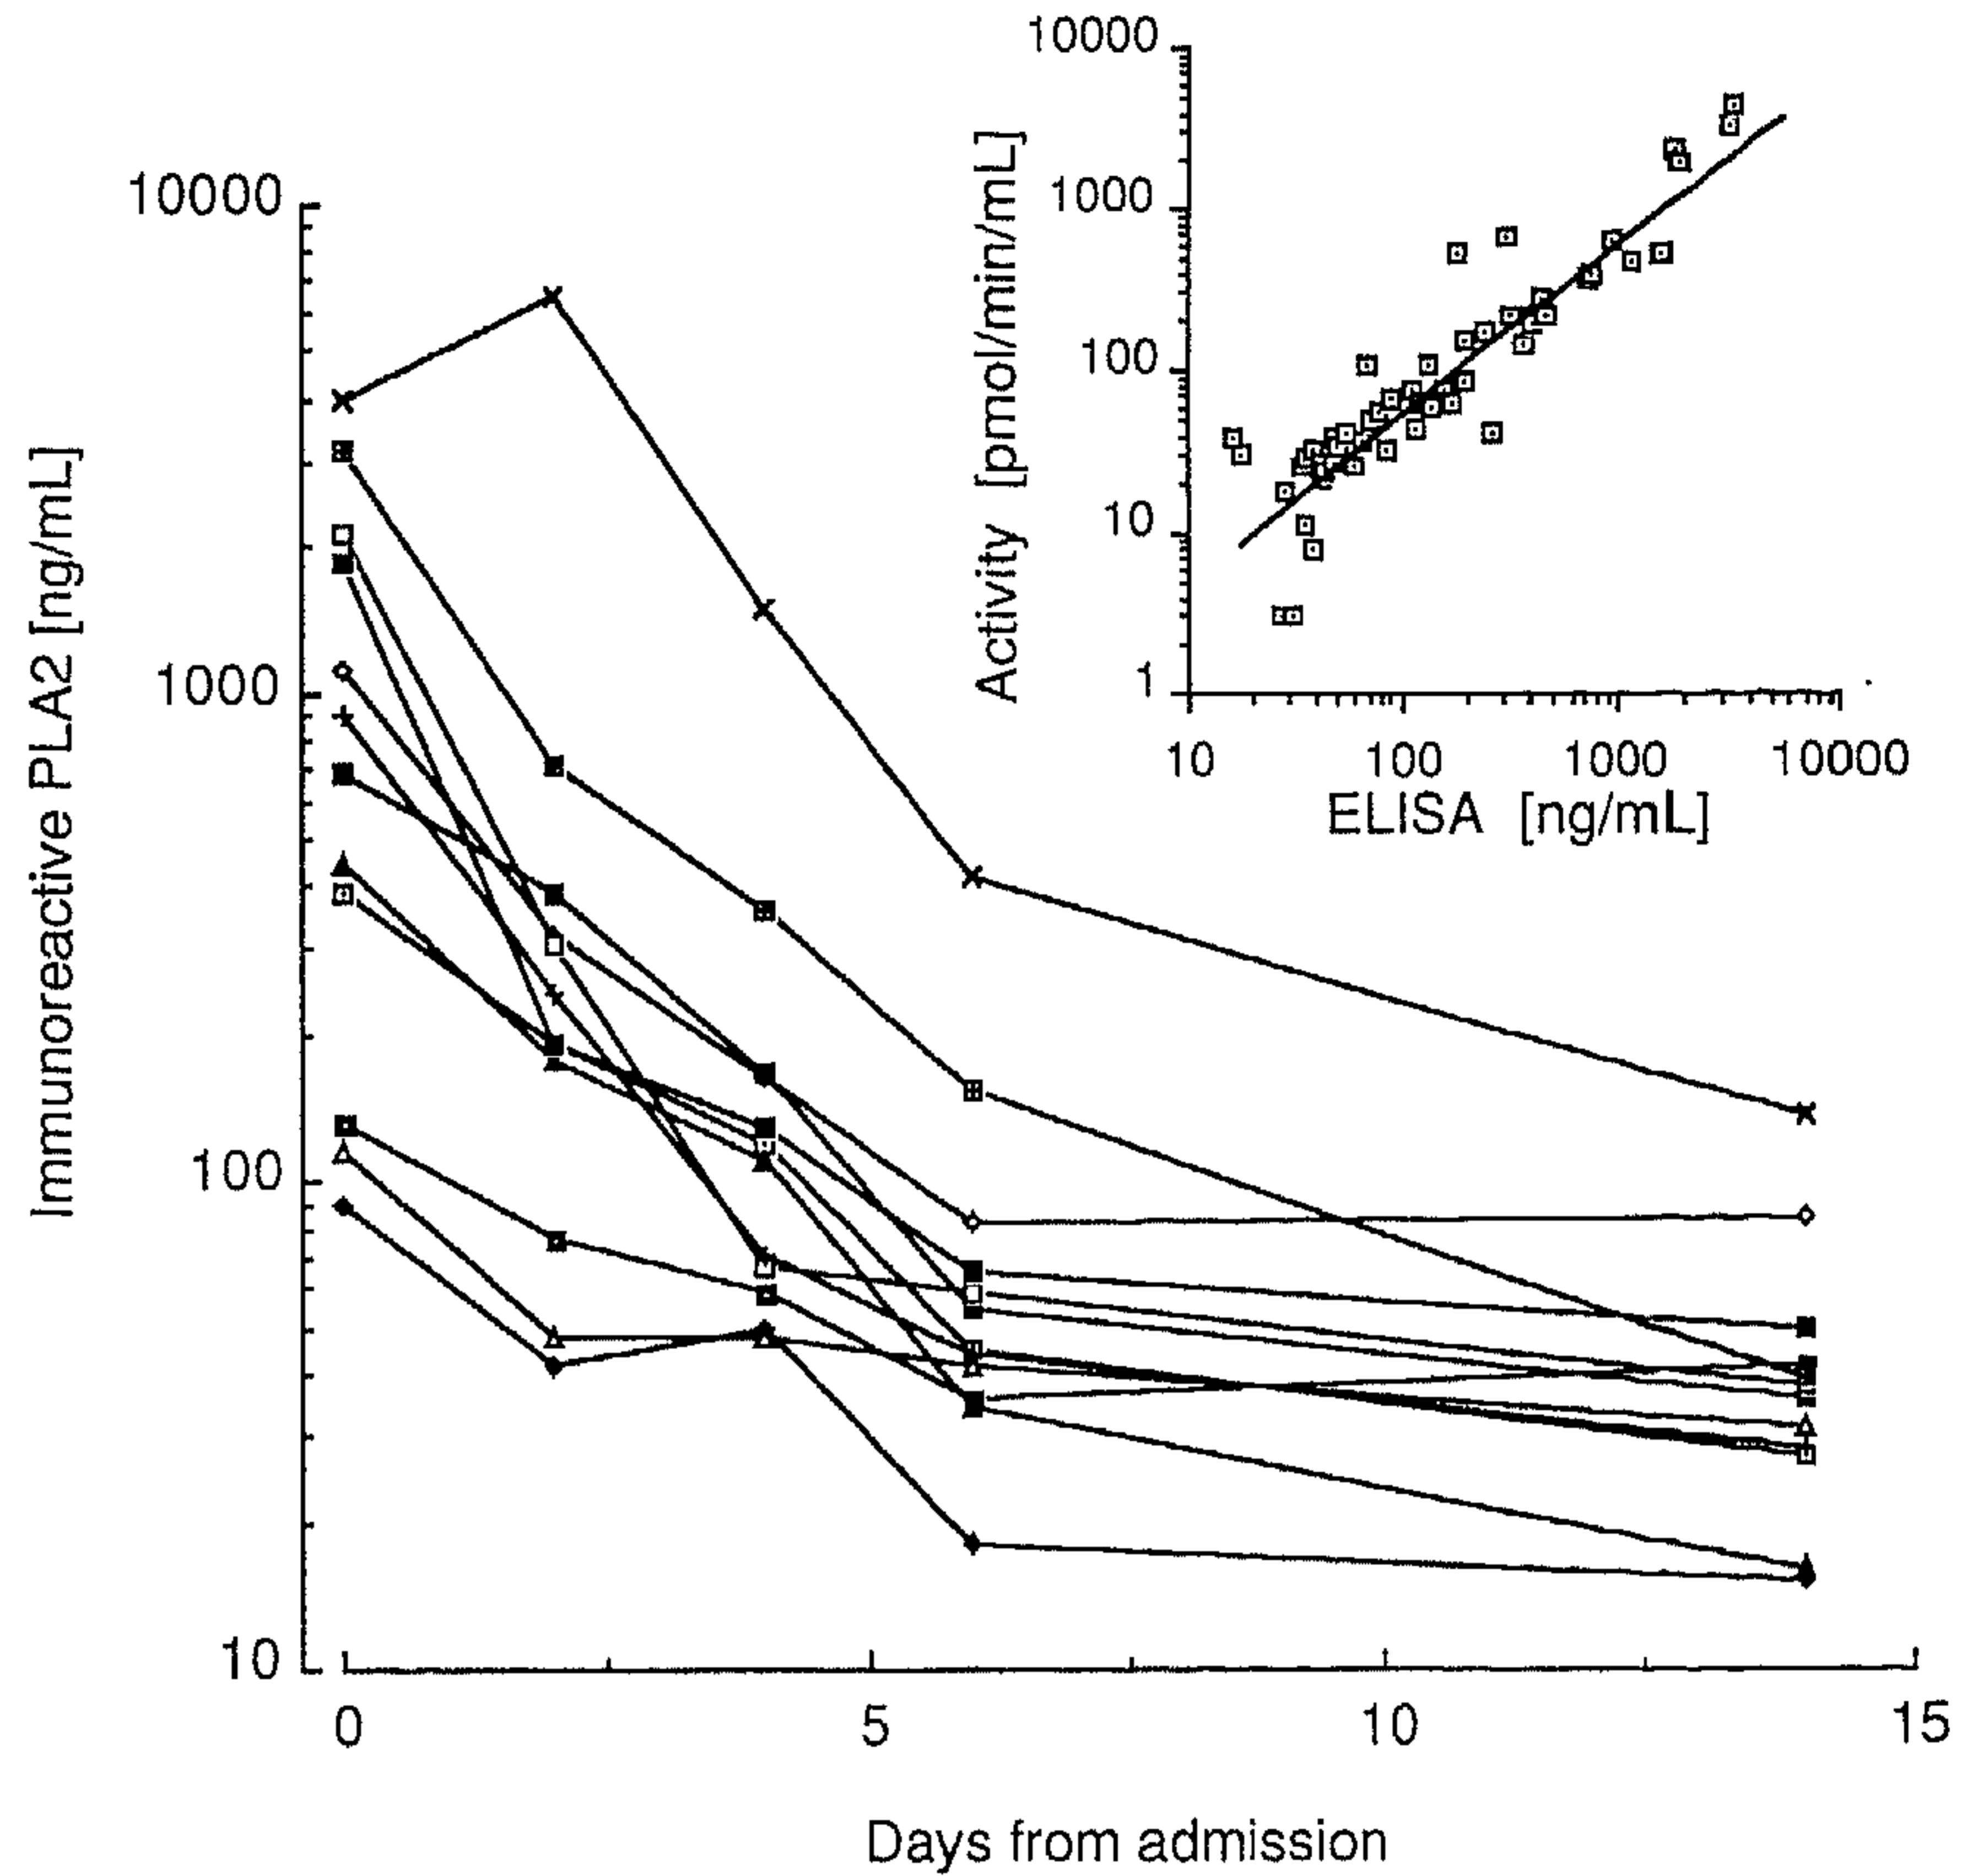 10000
1000
100
10
1
Activity [pmol/min/mL]
10 100 1000 10000
ELISA [ng/mL]
10000
1000
100
10
Immunoreactive PLA2 [ng/mL]
0 5 10 15
Days from admission